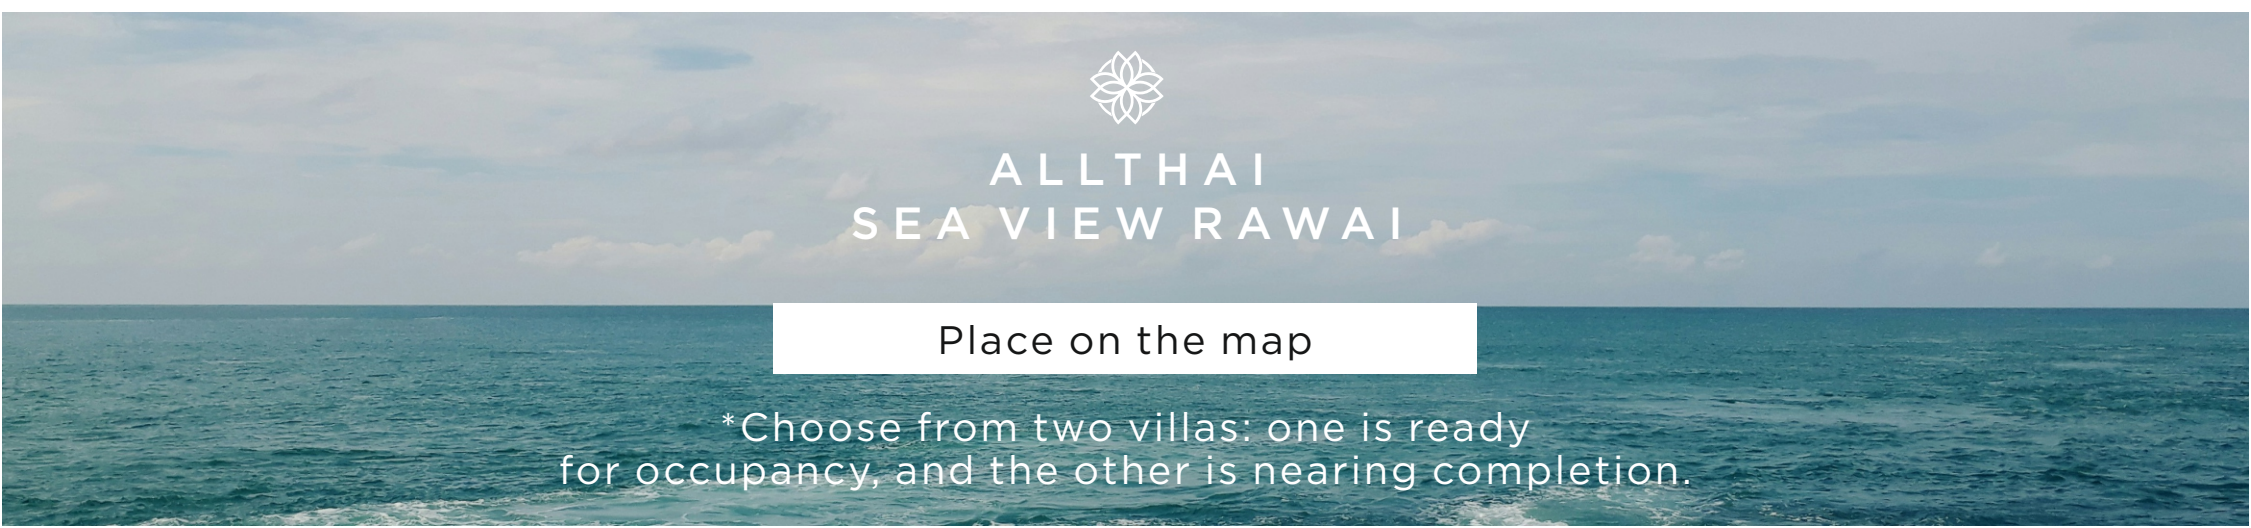 ALLTHAI
SEA VIEW RAWAI
Place on the map
*Choose from two villas: one is ready
for occupancy, and the other is nearing completion.